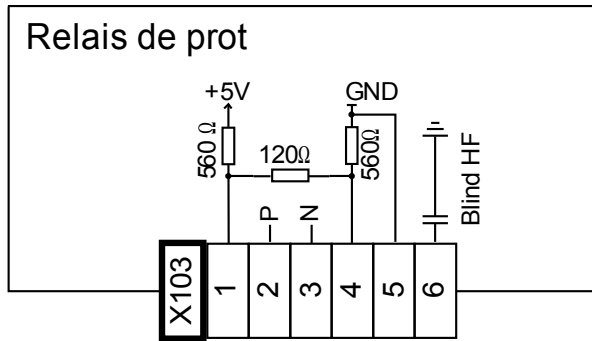 Relais de prot
+5V
GND
560 Ω
120Ω
560Ω
Blind HF
P
N
X103
1
2
3
4
5
6